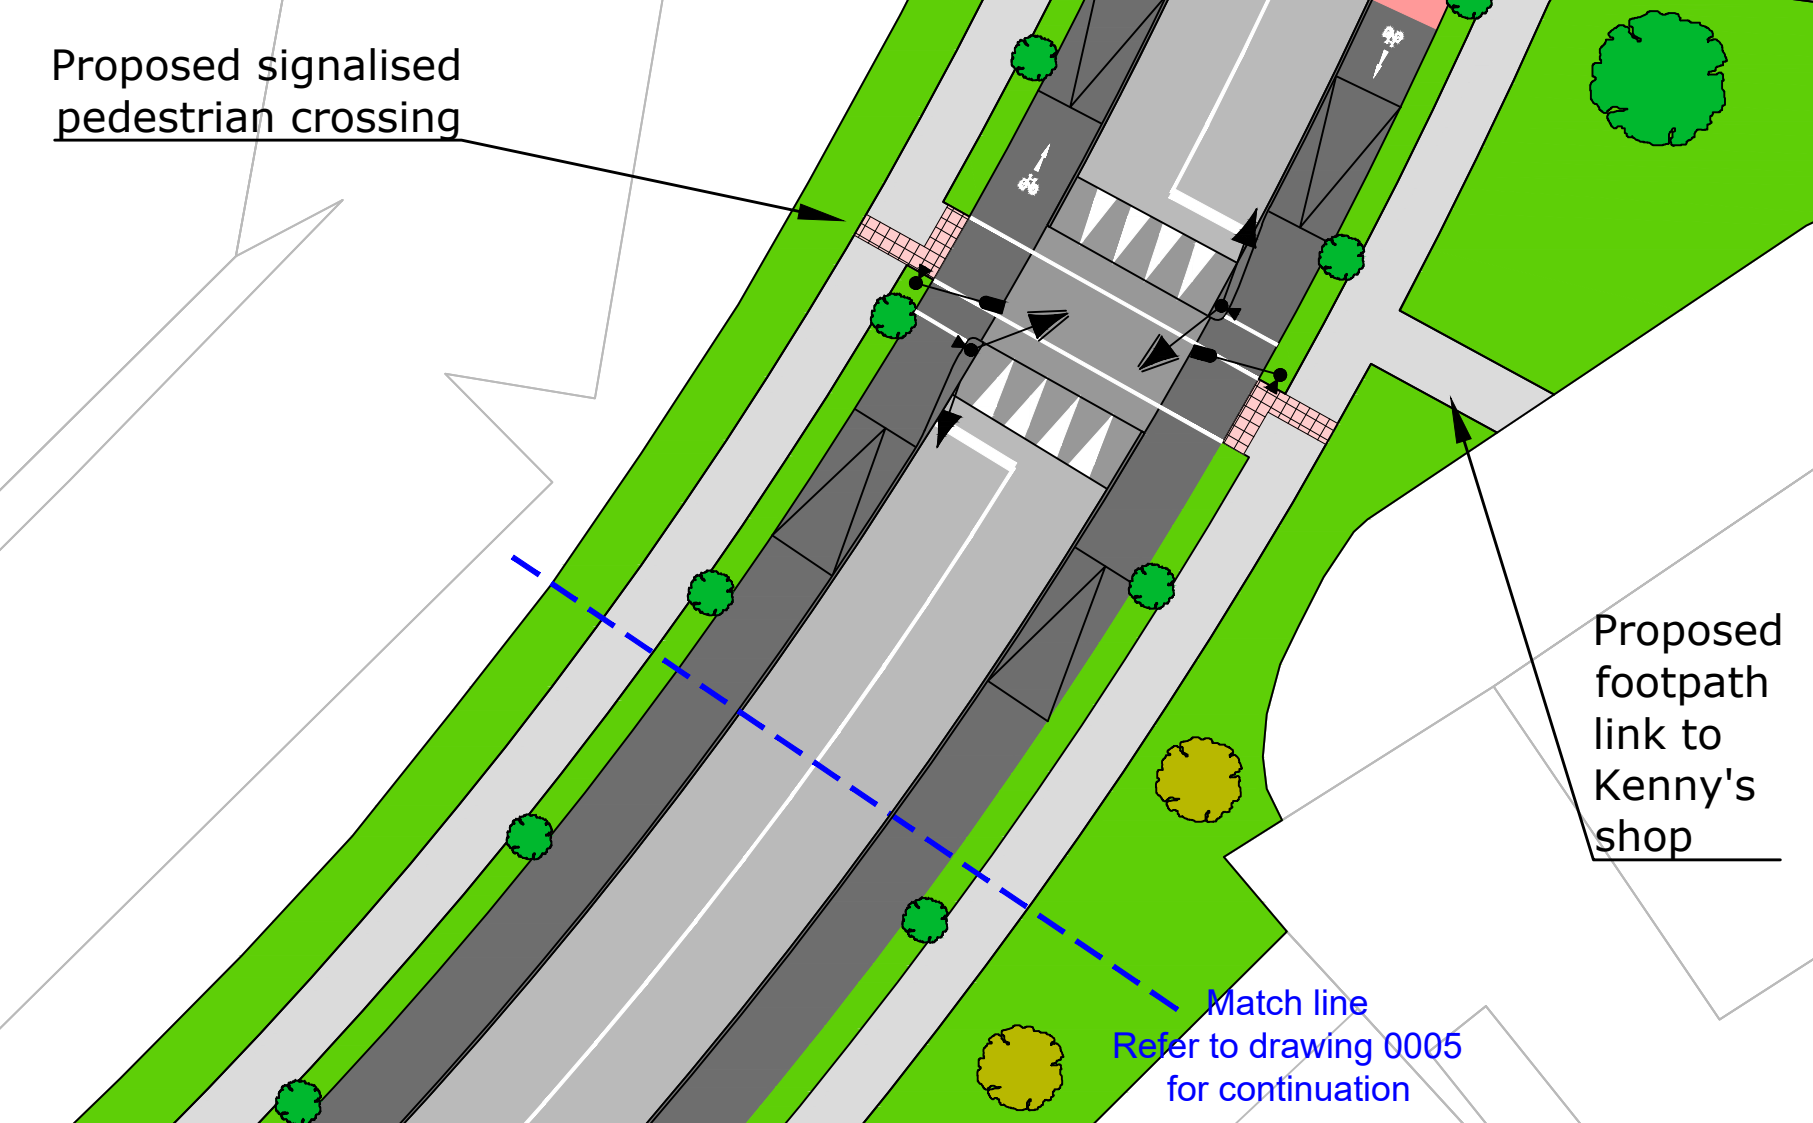 Proposed signalised
pedestrian crossing
Proposed
footpath
link to
Kenny's
shop
Match line
Refer to drawing 0005
for continuation